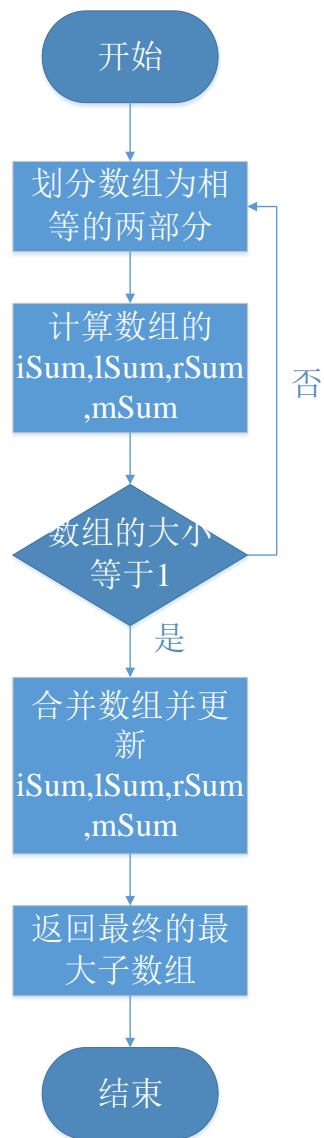 开始
划分数组为相
等的两部分
计算数组的
iSum,lSum,rSum
,mSum
否
数组的大小
等于1
是
合并数组并更
新
iSum,lSum,rSum
,mSum
返回最终的最
大子数组
结束